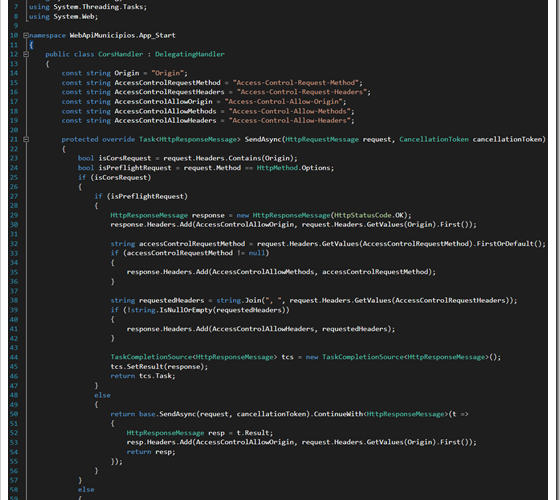 7 using System.Threading.Tasks;
8 using System.Web;
9
10 namespace WebApiMunicipios.App_Start
11 {
12 public class CorsHandler : DelegatingHandler
13 {
14 const string Origin = "Origin";
15 const string AccessControlRequestMethod = "Access-Control-Request-Method";
16 const string AccessControlRequestHeaders = "Access-Control-Request-Headers";
17 const string AccessControlAllowOrigin = "Access-Control-Allow-Origin";
18 const string AccessControlAllowMethods = "Access-Control-Allow-Methods";
19 const string AccessControlAllowHeaders = "Access-Control-Allow-Headers";
20
21 protected override Task<HttpResponseMessage> SendAsync(HttpRequestMessage request, CancellationToken cancellationToken)
22 {
23 bool isCorsRequest = request.Headers.Contains(Origin);
24 bool isPreflightRequest = request.Method == HttpMethod.Options;
25 if (isCorsRequest)
26 {
27 if (isPreflightRequest)
28 {
29 HttpResponseMessage response = new HttpResponseMessage(HttpStatusCode.OK);
30 response.Headers.Add(AccessControlAllowOrigin, request.Headers.GetValues(Origin).First());
31
32 string accessControlRequestMethod = request.Headers.GetValues(AccessControlRequestMethod).FirstOrDefault();
33 if (accessControlRequestMethod != null)
34 {
35 response.Headers.Add(AccessControlAllowMethods, accessControlRequestMethod);
36 }
37
38 string requestedHeaders = string.Join(", ", request.Headers.GetValues(AccessControlRequestHeaders));
39 if (!string.IsNullOrEmpty(requestedHeaders))
40 {
41 response.Headers.Add(AccessControlAllowHeaders, requestedHeaders);
42 }
43
44 TaskCompletionSource<HttpResponseMessage> tcs = new TaskCompletionSource<HttpResponseMessage>();
45 tcs.SetResult(response);
46 return tcs.Task;
47 }
48 else
49 {
50 return base.SendAsync(request, cancellationToken).ContinueWith<HttpResponseMessage>(t =>
51 {
52 HttpResponseMessage resp = t.Result;
53 resp.Headers.Add(AccessControlAllowOrigin, request.Headers.GetValues(Origin).First());
54 return resp;
55 });
56 }
57 }
58 else
59 {